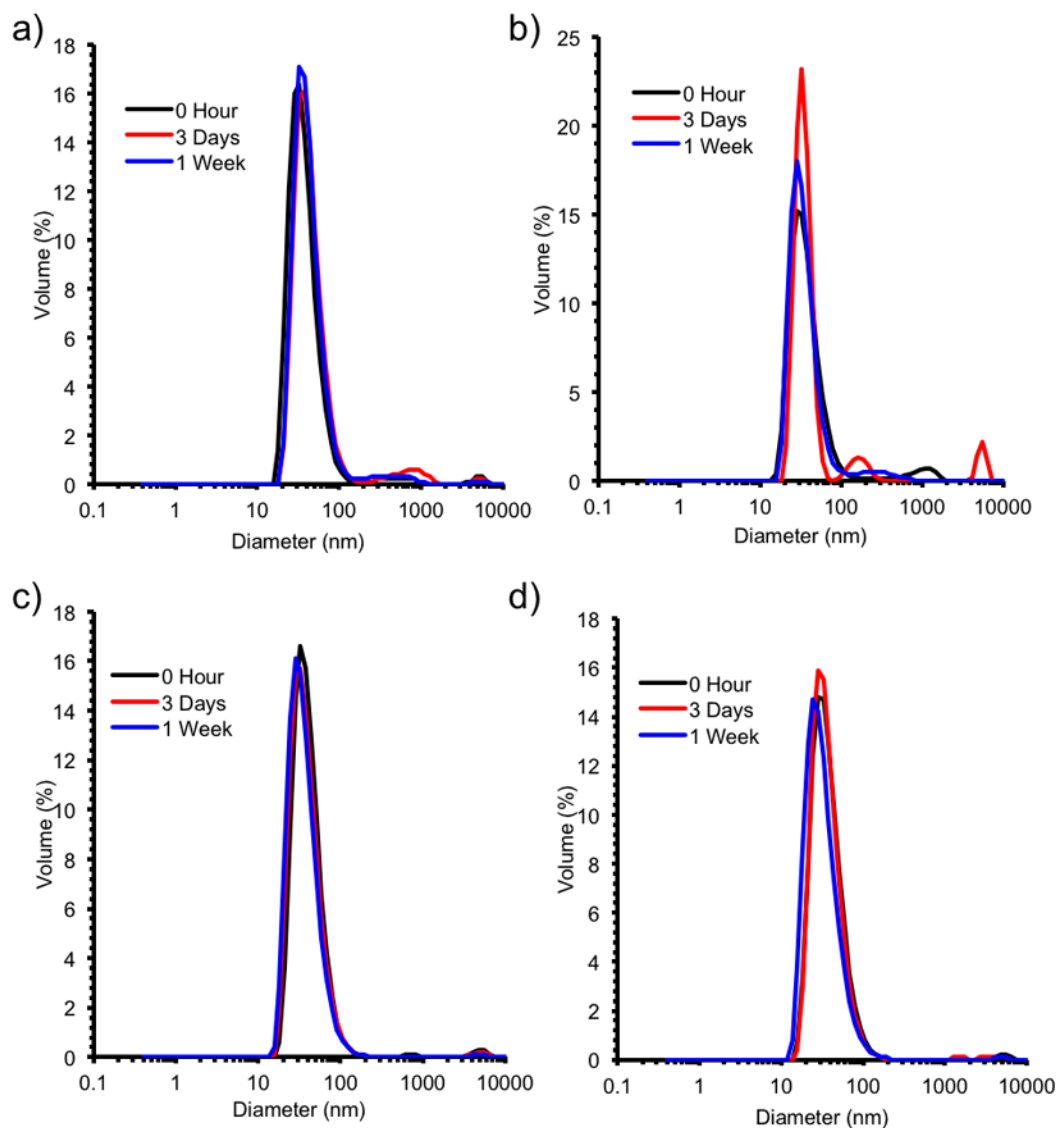 a)
18
16
14
12
10
8
6
4
2
0
Volume (%)
0 Hour
3 Days
1 Week
0.1 1 10 100 1000 10000
Diameter (nm)
b)
25
20
15
10
5
0
Volume (%)
0 Hour
3 Days
1 Week
0.1 1 10 100 1000 10000
Diameter (nm)
c)
18
16
14
12
10
8
6
4
2
0
Volume (%)
0 Hour
3 Days
1 Week
0.1 1 10 100 1000 10000
Diameter (nm)
d)
18
16
14
12
10
8
6
4
2
0
Volume (%)
0 Hour
3 Days
1 Week
0.1 1 10 100 1000 10000
Diameter (nm)